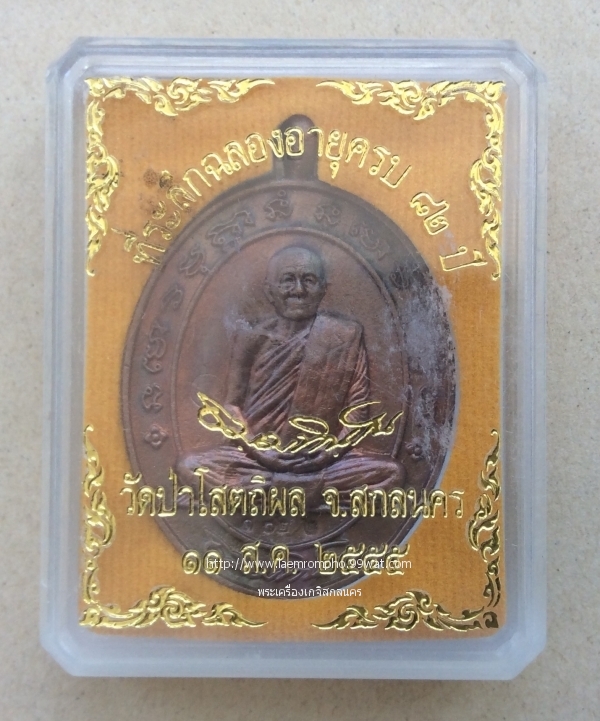 ที่ระลึกฉลองอายุครบ ๘๒ ปี
วัดป่าโสตถิผล จ.สกลนคร
๑๑ ส.ค. ๒๕๕๕
http://www.laemrompho.99wat.com
พระเครื่องเกจิสกลนคร